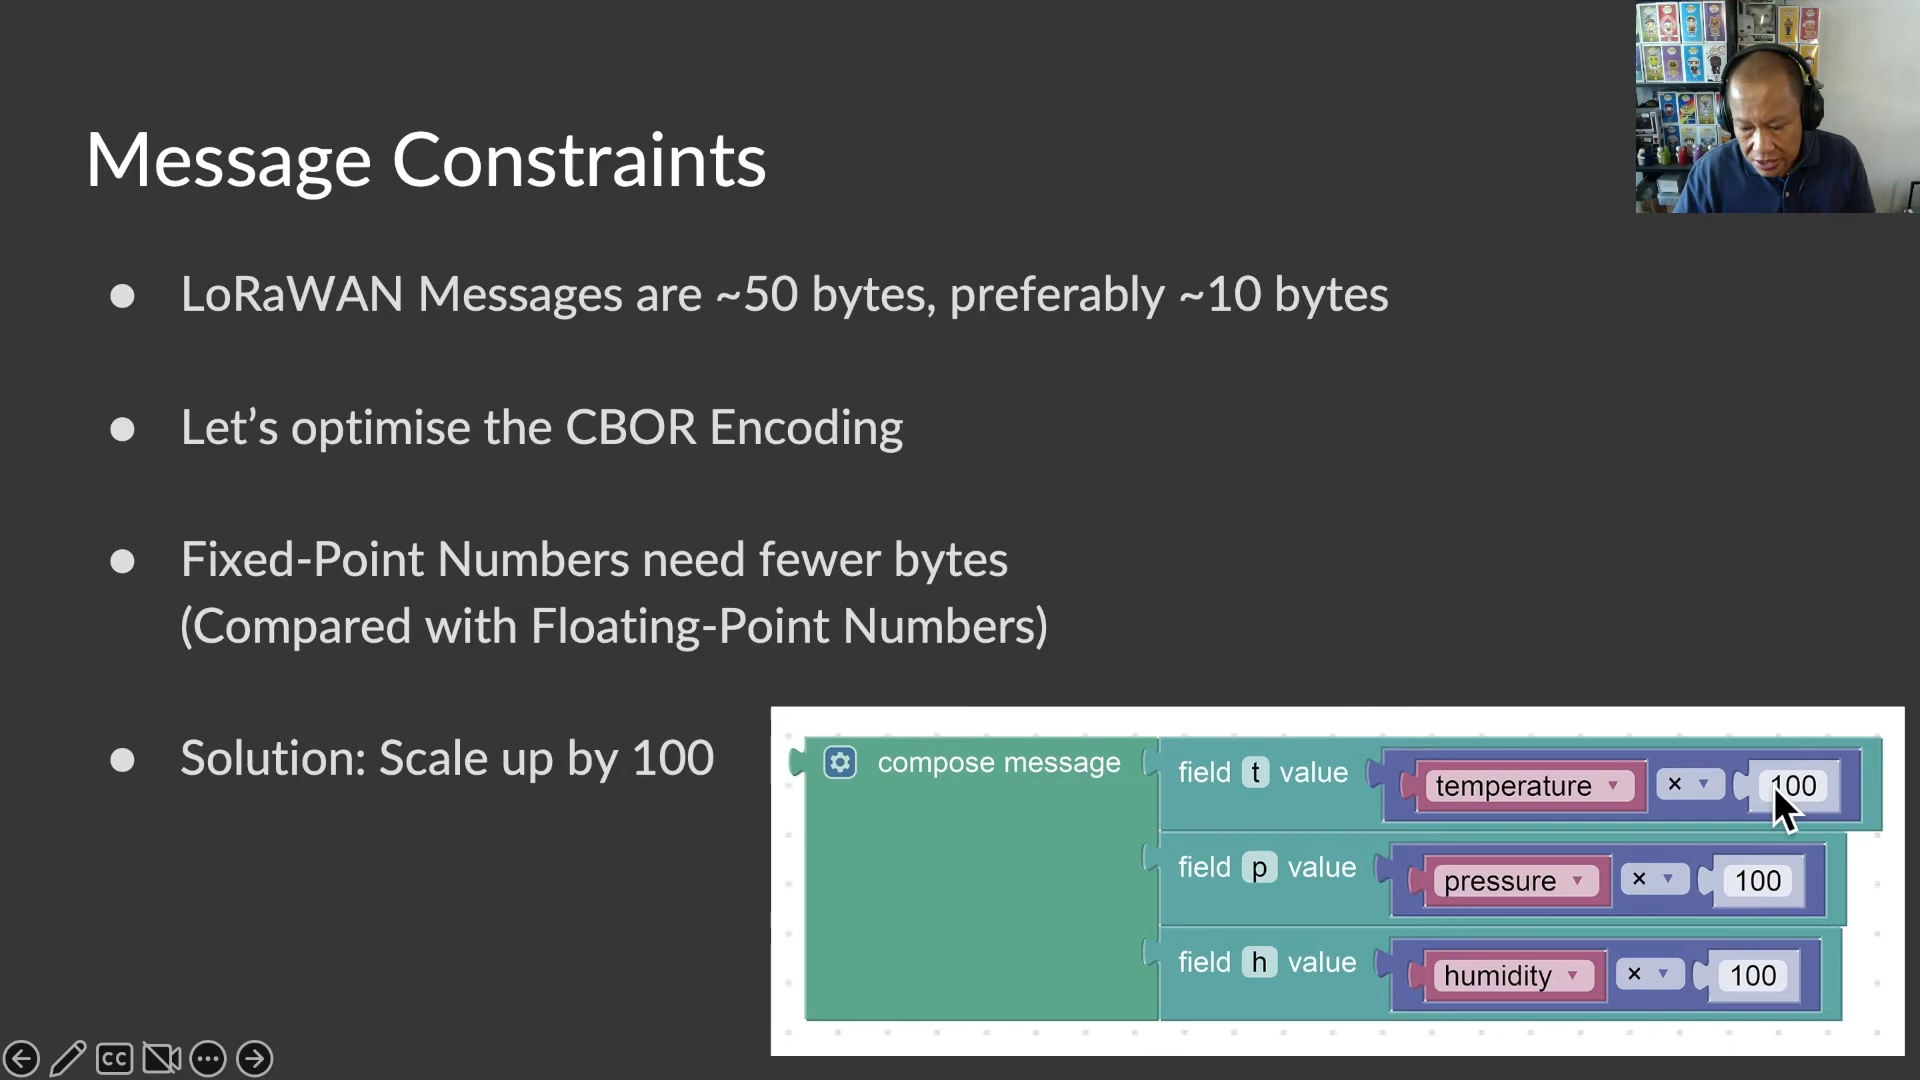 Message Constraints
● LoRaWAN Messages are ~50 bytes, preferably ~10 bytes
● Let’s optimise the CBOR Encoding
● Fixed-Point Numbers need fewer bytes
(Compared with Floating-Point Numbers)
● Solution: Scale up by 100
compose message field t value temperature × 100
field p value pressure × 100
field h value humidity × 100
CC